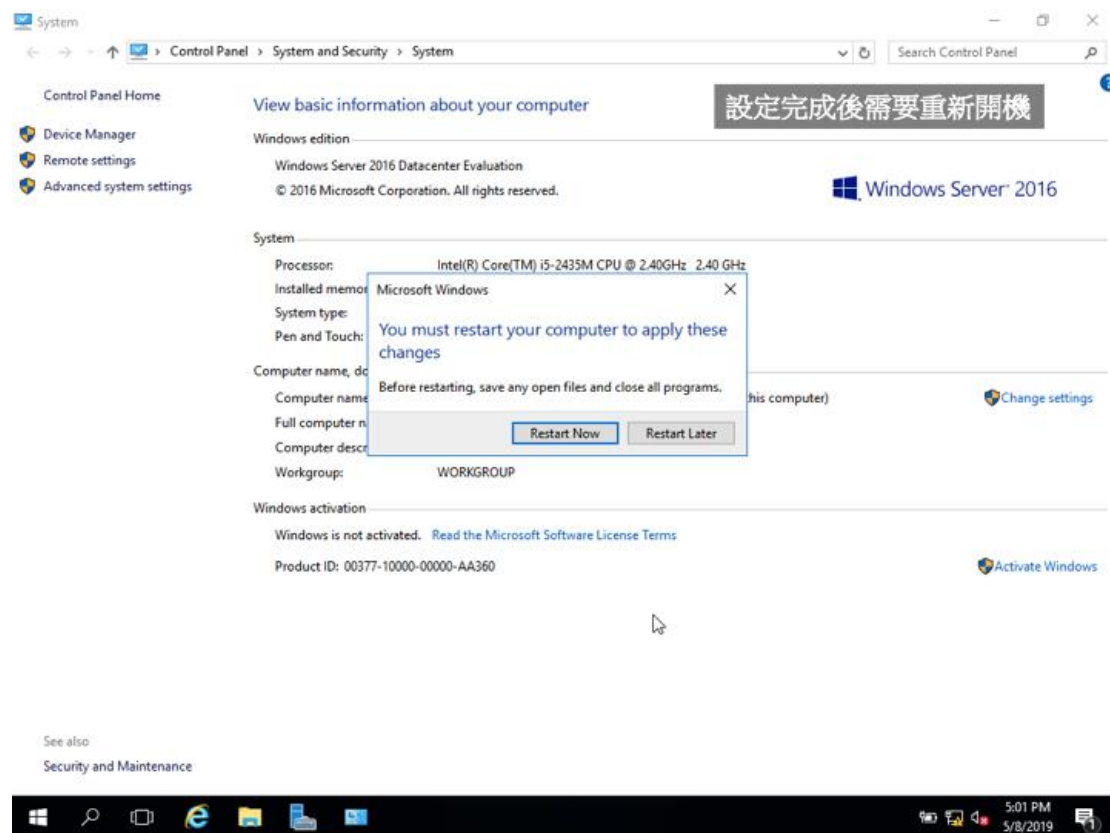 System
Control Panel > System and Security > System
Search Control Panel
Control Panel Home
Device Manager
Remote settings
Advanced system settings
View basic information about your computer
設定完成後需要重新開機
Windows edition
Windows Server 2016 Datacenter Evaluation
© 2016 Microsoft Corporation. All rights reserved.
Windows Server 2016
System
Processor: Intel(R) Core(TM) i5-2435M CPU @ 2.40GHz 2.40 GHz
Installed memor
System type:
Pen and Touch:
Microsoft Windows
You must restart your computer to apply these
changes
Before restarting, save any open files and close all programs.
Restart Now Restart Later
Computer name, do
Computer name
his computer)
Change settings
Full computer n
Computer descr
Workgroup: WORKGROUP
Windows activation
Windows is not activated. Read the Microsoft Software License Terms
Product ID: 00377-10000-00000-AA360
Activate Windows
See also
Security and Maintenance
5:01 PM
5/8/2019